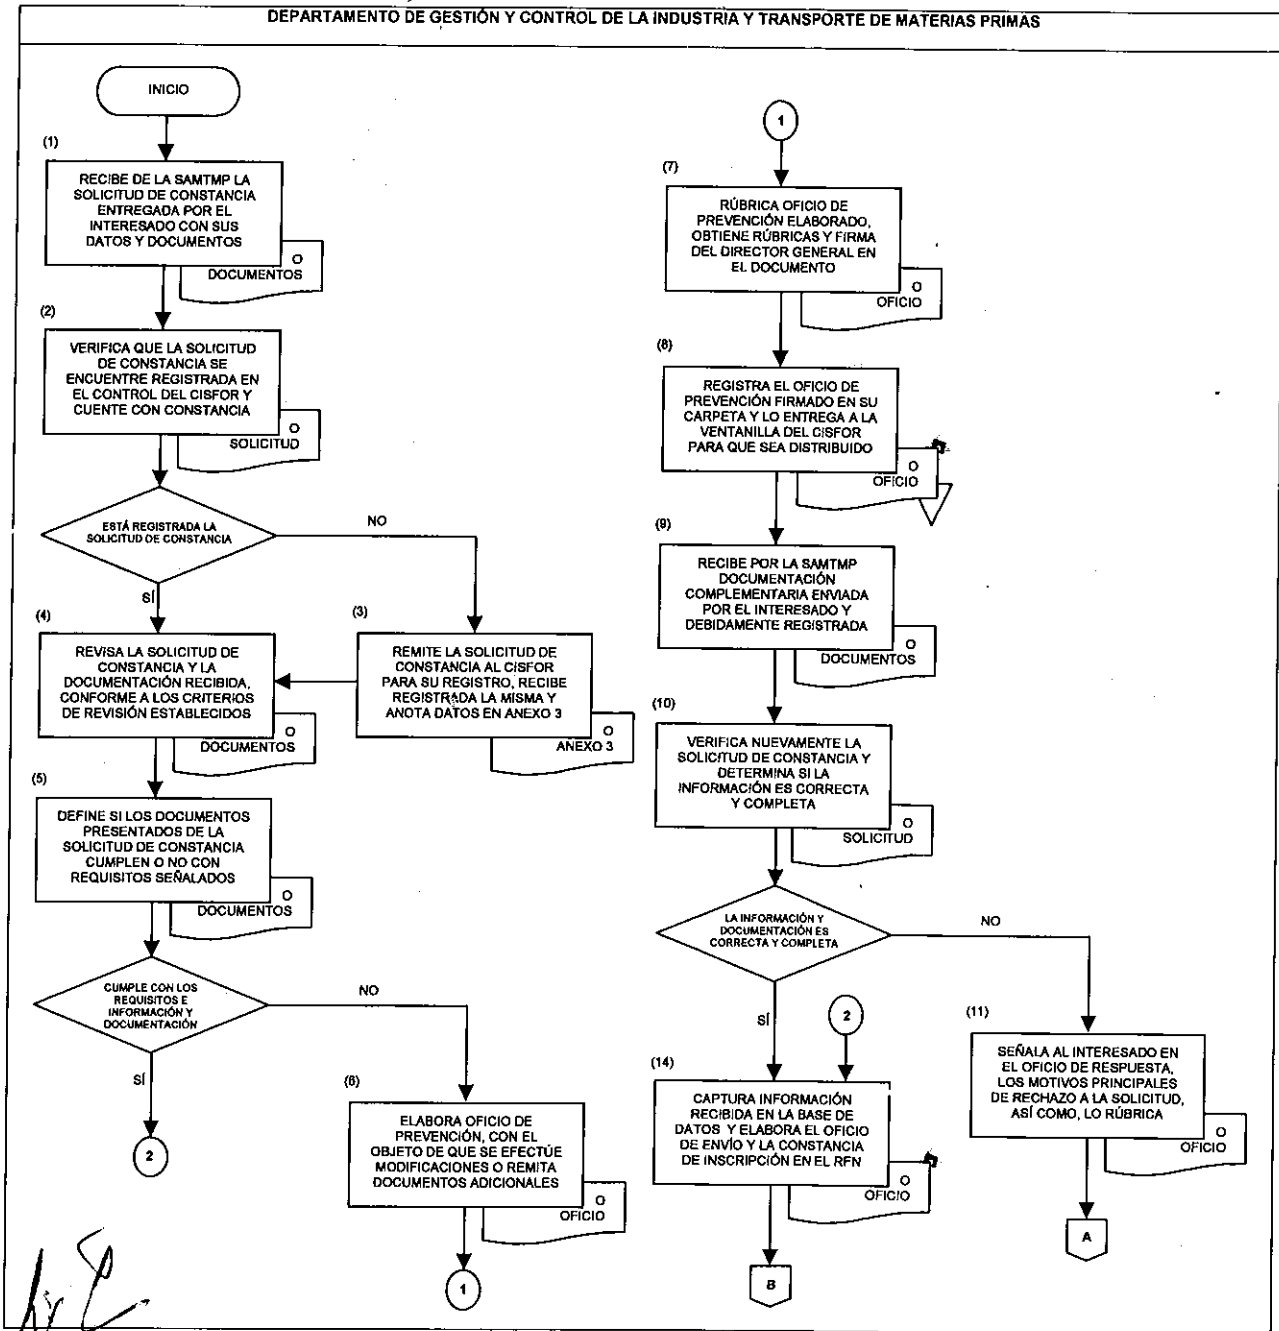 DEPARTAMENTO DE GESTIÓN Y CONTROL DE LA INDUSTRIA Y TRANSPORTE DE MATERIAS PRIMAS
INICIO
(1)
RECIBE DE LA SAMTMP LA
SOLICITUD DE CONSTANCIA
ENTREGADA POR EL
INTERESADO CON SUS
DATOS Y DOCUMENTOS
O
DOCUMENTOS
(2)
VERIFICA QUE LA SOLICITUD
DE CONSTANCIA SE
ENCUENTRE REGISTRADA EN
EL CONTROL DEL CISFOR Y
CUENTE CON CONSTANCIA
O
SOLICITUD
ESTÁ REGISTRADA LA
SOLICITUD DE CONSTANCIA
NO
SÍ
(4)
REVISA LA SOLICITUD DE
CONSTANCIA Y LA
DOCUMENTACIÓN RECIBIDA,
CONFORME A LOS CRITERIOS
DE REVISIÓN ESTABLECIDOS
O
DOCUMENTOS
(3)
REMITE LA SOLICITUD DE
CONSTANCIA AL CISFOR
PARA SU REGISTRO, RECIBE
REGISTRADA LA MISMA Y
ANOTA DATOS EN ANEXO 3
O
ANEXO 3
(5)
DEFINE SI LOS DOCUMENTOS
PRESENTADOS DE LA
SOLICITUD DE CONSTANCIA
CUMPLEN O NO CON
REQUISITOS SEÑALADOS
O
DOCUMENTOS
CUMPLE CON LOS
REQUISITOS E
INFORMACIÓN Y
DOCUMENTACIÓN
NO
SÍ
2
(6)
ELABORA OFICIO DE
PREVENCIÓN, CON EL
OBJETO DE QUE SE EFECTÚE
MODIFICACIONES O REMITA
DOCUMENTOS ADICIONALES
O
OFICIO
1
1
(7)
RÚBRICA OFICIO DE
PREVENCIÓN ELABORADO,
OBTIENE RÚBRICAS Y FIRMA
DEL DIRECTOR GENERAL EN
EL DOCUMENTO
O
OFICIO
(8)
REGISTRA EL OFICIO DE
PREVENCIÓN FIRMADO EN SU
CARPETA Y LO ENTREGA A LA
VENTANILLA DEL CISFOR
PARA QUE SEA DISTRIBUIDO
O
OFICIO
(9)
RECIBE POR LA SAMTMP
DOCUMENTACIÓN
COMPLEMENTARIA ENVIADA
POR EL INTERESADO Y
DEBIDAMENTE REGISTRADA
O
DOCUMENTOS
(10)
VERIFICA NUEVAMENTE LA
SOLICITUD DE CONSTANCIA Y
DETERMINA SI LA
INFORMACIÓN ES CORRECTA
Y COMPLETA
O
SOLICITUD
LA INFORMACIÓN Y
DOCUMENTACIÓN ES
CORRECTA Y COMPLETA
NO
SÍ
2
(14)
CAPTURA INFORMACIÓN
RECIBIDA EN LA BASE DE
DATOS Y ELABORA EL OFICIO
DE ENVÍO Y LA CONSTANCIA
DE INSCRIPCIÓN EN EL RFN
O
OFICIO
B
(11)
SEÑALA AL INTERESADO EN
EL OFICIO DE RESPUESTA,
LOS MOTIVOS PRINCIPALES
DE RECHAZO A LA SOLICITUD,
ASÍ COMO, LO RÚBRICA
O
OFICIO
A